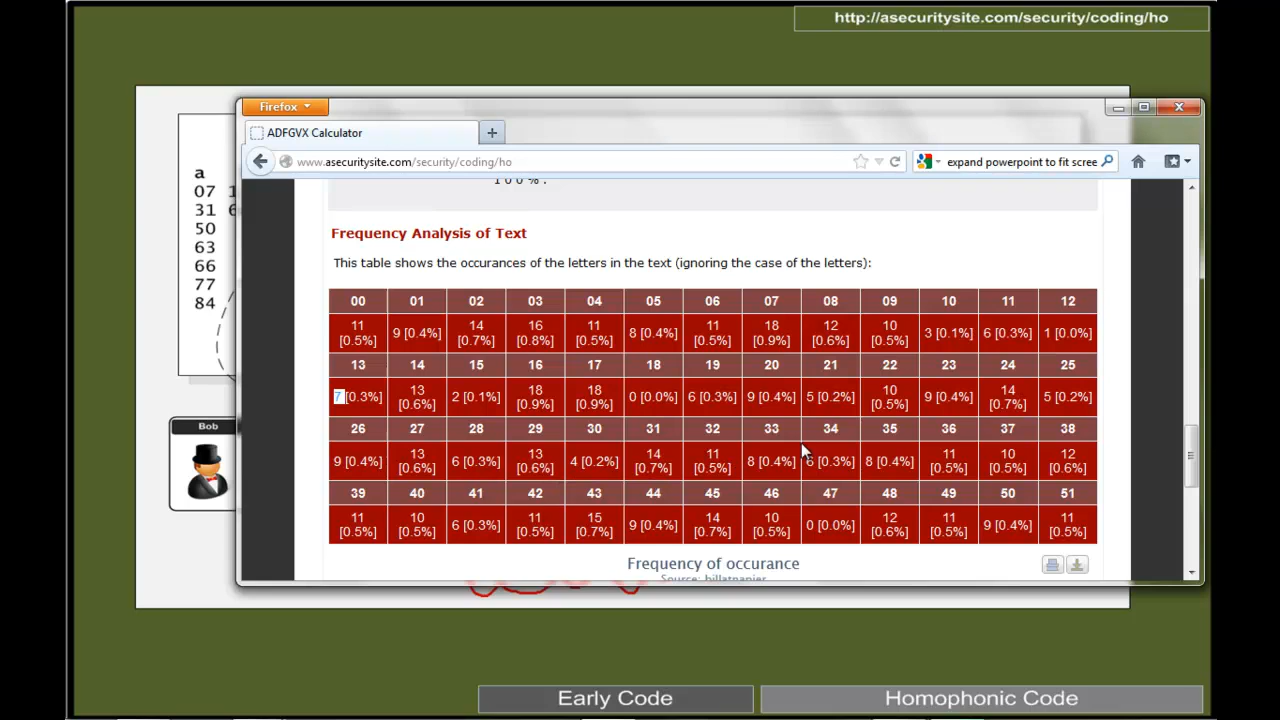 http://asecuritysite.com/security/coding/ho
Firefox
ADFGVX Calculator
www.asecuritysite.com/security/coding/ho
expand powerpoint to fit scree
a
07 1
31 6
50
63
66
77
84
Bob
100%.
Frequency Analysis of Text
This table shows the occurances of the letters in the text (ignoring the case of the letters):
00 01 02 03 04 05 06 07 08 09 10 11 12
11 [0.5%] 9 [0.4%] 14 [0.7%] 16 [0.8%] 11 [0.5%] 8 [0.4%] 11 [0.5%] 18 [0.9%] 12 [0.6%] 10 [0.5%] 3 [0.1%] 6 [0.3%] 1 [0.0%]
13 14 15 16 17 18 19 20 21 22 23 24 25
7 [0.3%] 13 [0.6%] 2 [0.1%] 18 [0.9%] 18 [0.9%] 0 [0.0%] 6 [0.3%] 9 [0.4%] 5 [0.2%] 10 [0.5%] 9 [0.4%] 14 [0.7%] 5 [0.2%]
26 27 28 29 30 31 32 33 34 35 36 37 38
9 [0.4%] 13 [0.6%] 6 [0.3%] 13 [0.6%] 4 [0.2%] 14 [0.7%] 11 [0.5%] 8 [0.4%] 6 [0.3%] 8 [0.4%] 11 [0.5%] 10 [0.5%] 12 [0.6%]
39 40 41 42 43 44 45 46 47 48 49 50 51
11 [0.5%] 10 [0.5%] 6 [0.3%] 11 [0.5%] 15 [0.7%] 9 [0.4%] 14 [0.7%] 10 [0.5%] 0 [0.0%] 12 [0.6%] 11 [0.5%] 9 [0.4%] 11 [0.5%]
Frequency of occurance
Source: billatnapier
Early Code
Homophonic Code